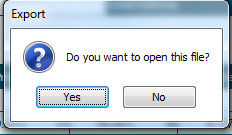 Export
Do you want to open this file?
Yes
No